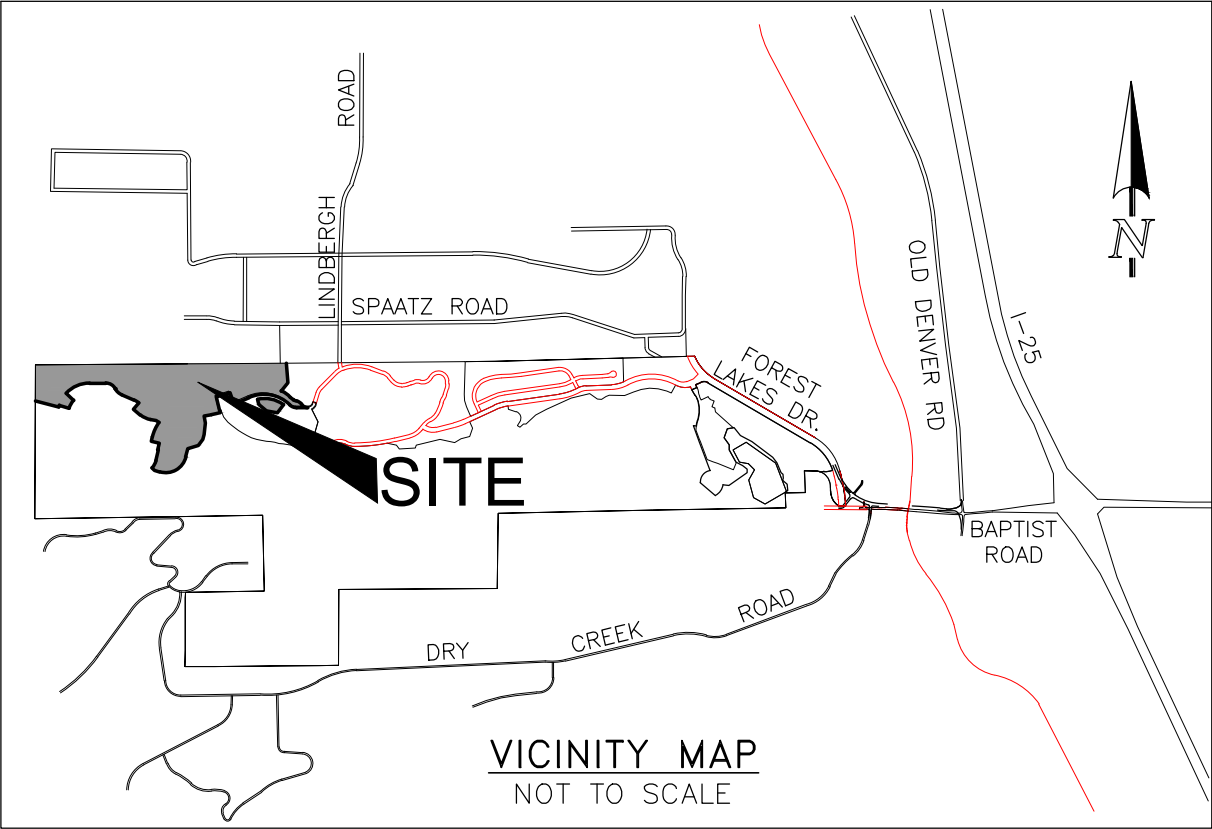 LINDBERGH ROAD
SPAATZ ROAD
FOREST
LAKES DR.
OLD DENVER RD
I-25
N
SITE
BAPTIST
ROAD
DRY CREEK ROAD
VICINITY MAP
NOT TO SCALE